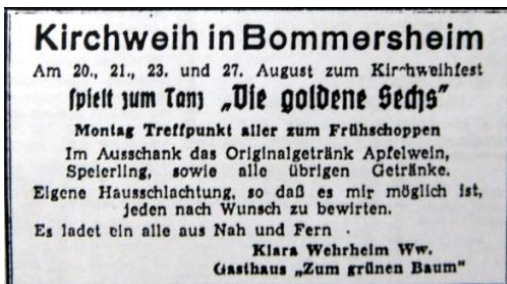 Kirchweih in Bommersheim
Am 20., 21., 23. und 27. August zum Kirchweihfest
spielt zum Tanz „Die goldene Sechs"
Montag Treffpunkt aller zum Frühschoppen
Im Ausschank das Originalgetränk Apfelwein,
Speierling, sowie alle übrigen Getränke.
Eigene Hausschlachtung, so daß es mir möglich ist,
jeden nach Wunsch zu bewirten.
Es ladet ein alle aus Nah und Fern
Klara Wehrheim Ww.
Gasthaus „Zum grünen Baum"